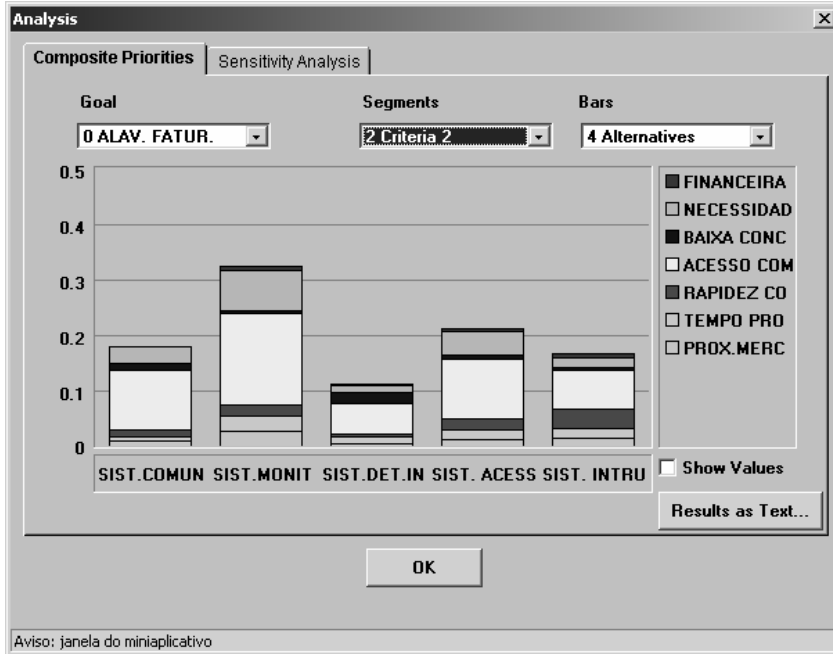 Analysis
Composite Priorities
Sensitivity Analysis
Goal
Segments
Bars
0 ALAV. FATUR.
2 Criteria 2
4 Alternatives
0.5
0.4
0.3
0.2
0.1
0
FINANCEIRA
NECESSIDAD
BAIXA CONC
ACESSO COM
RAPIDEZ CO
TEMPO PRO
PROX.MERC
SIST.COMUN SIST.MONIT SIST.DET.IN SIST. ACESS SIST. INTRU
Show Values
Results as Text...
OK
Aviso: janela do miniaplicativo